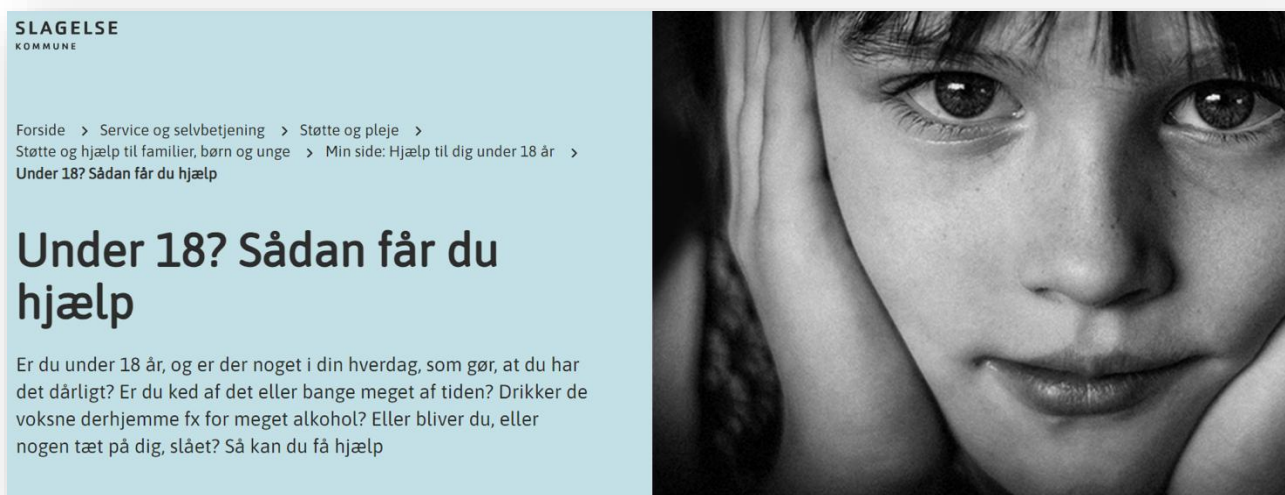 SLAGELSE
KOMMUNE
Forside > Service og selvbetjening > Støtte og pleje >
Støtte og hjælp til familier, børn og unge > Min side: Hjælp til dig under 18 år >
Under 18? Sådan får du hjælp
Under 18? Sådan får du
hjælp
Er du under 18 år, og er der noget i din hverdag, som gør, at du har
det dårligt? Er du ked af det eller bange meget af tiden? Drikker de
voksne derhjemme fx for meget alkohol? Eller bliver du, eller
nogen tæt på dig, slået? Så kan du få hjælp